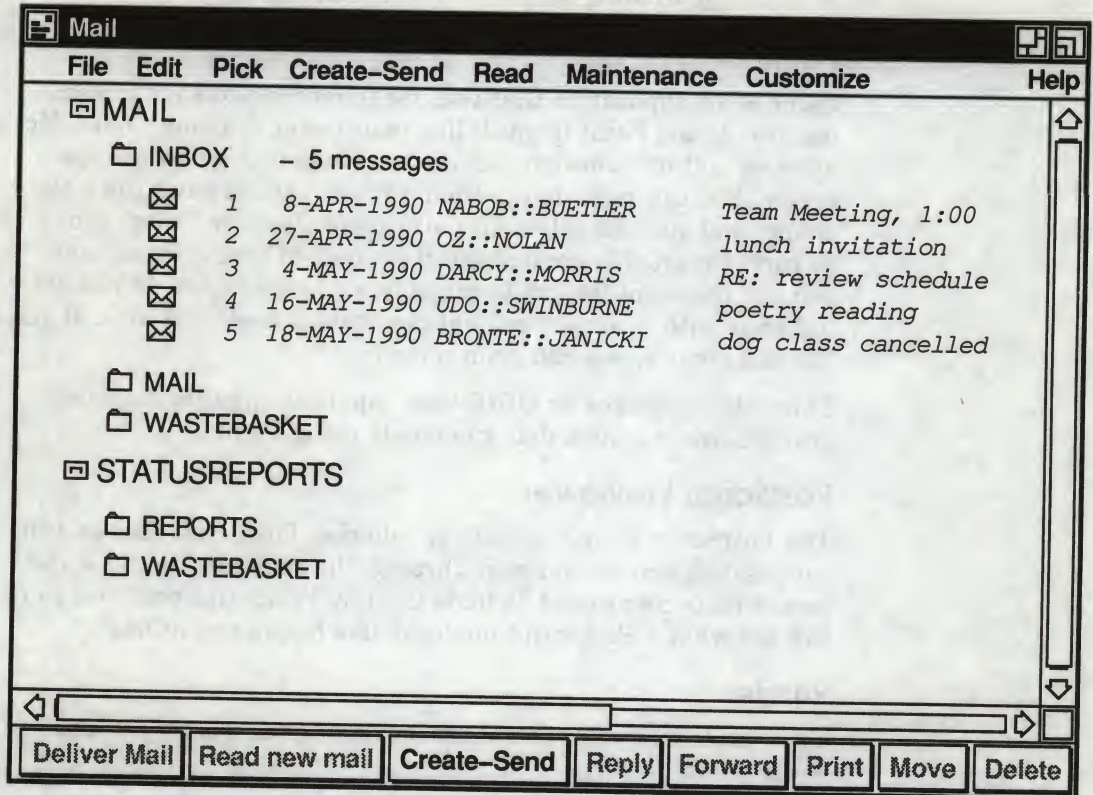 Mail
File Edit Pick Create–Send Read Maintenance Customize Help
MAIL
INBOX – 5 messages
1 8-APR-1990 NABOB::BUETLER Team Meeting, 1:00
2 27-APR-1990 OZ::NOLAN lunch invitation
3 4-MAY-1990 DARCY::MORRIS RE: review schedule
4 16-MAY-1990 UDO::SWINBURNE poetry reading
5 18-MAY-1990 BRONTE::JANICKI dog class cancelled
MAIL
WASTEBASKET
STATUSREPORTS
REPORTS
WASTEBASKET
Deliver Mail Read new mail Create–Send Reply Forward Print Move Delete